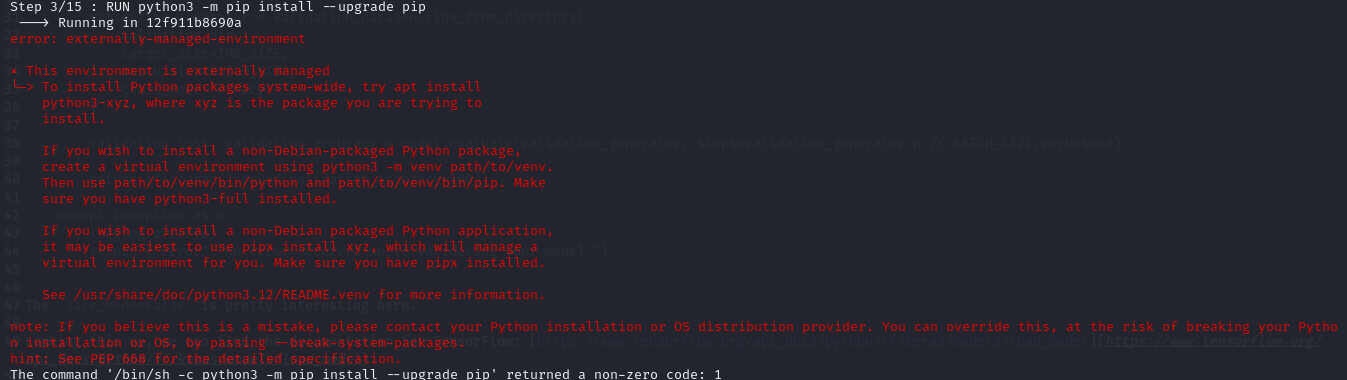 Step 3/15 : RUN python3 -m pip install --upgrade pip
 ---> Running in 12f911b8690a
error: externally-managed-environment
× This environment is externally managed
╰─> To install Python packages system-wide, try apt install
    python3-xyz, where xyz is the package you are trying to
    install.
    If you wish to install a non-Debian-packaged Python package,
    create a virtual environment using python3 -m venv path/to/venv.
    Then use path/to/venv/bin/python and path/to/venv/bin/pip. Make
    sure you have python3-full installed.
    If you wish to install a non-Debian packaged Python application,
    it may be easiest to use pipx install xyz, which will manage a
    virtual environment for you. Make sure you have pipx installed.
    See /usr/share/doc/python3.12/README.venv for more information.
note: If you believe this is a mistake, please contact your Python installation or OS distribution provider. You can override this, at the risk of breaking your Pytho
n installation or OS, by passing --break-system-packages.
hint: See PEP 668 for the detailed specification.
The command '/bin/sh -c python3 -m pip install --upgrade pip' returned a non-zero code: 1